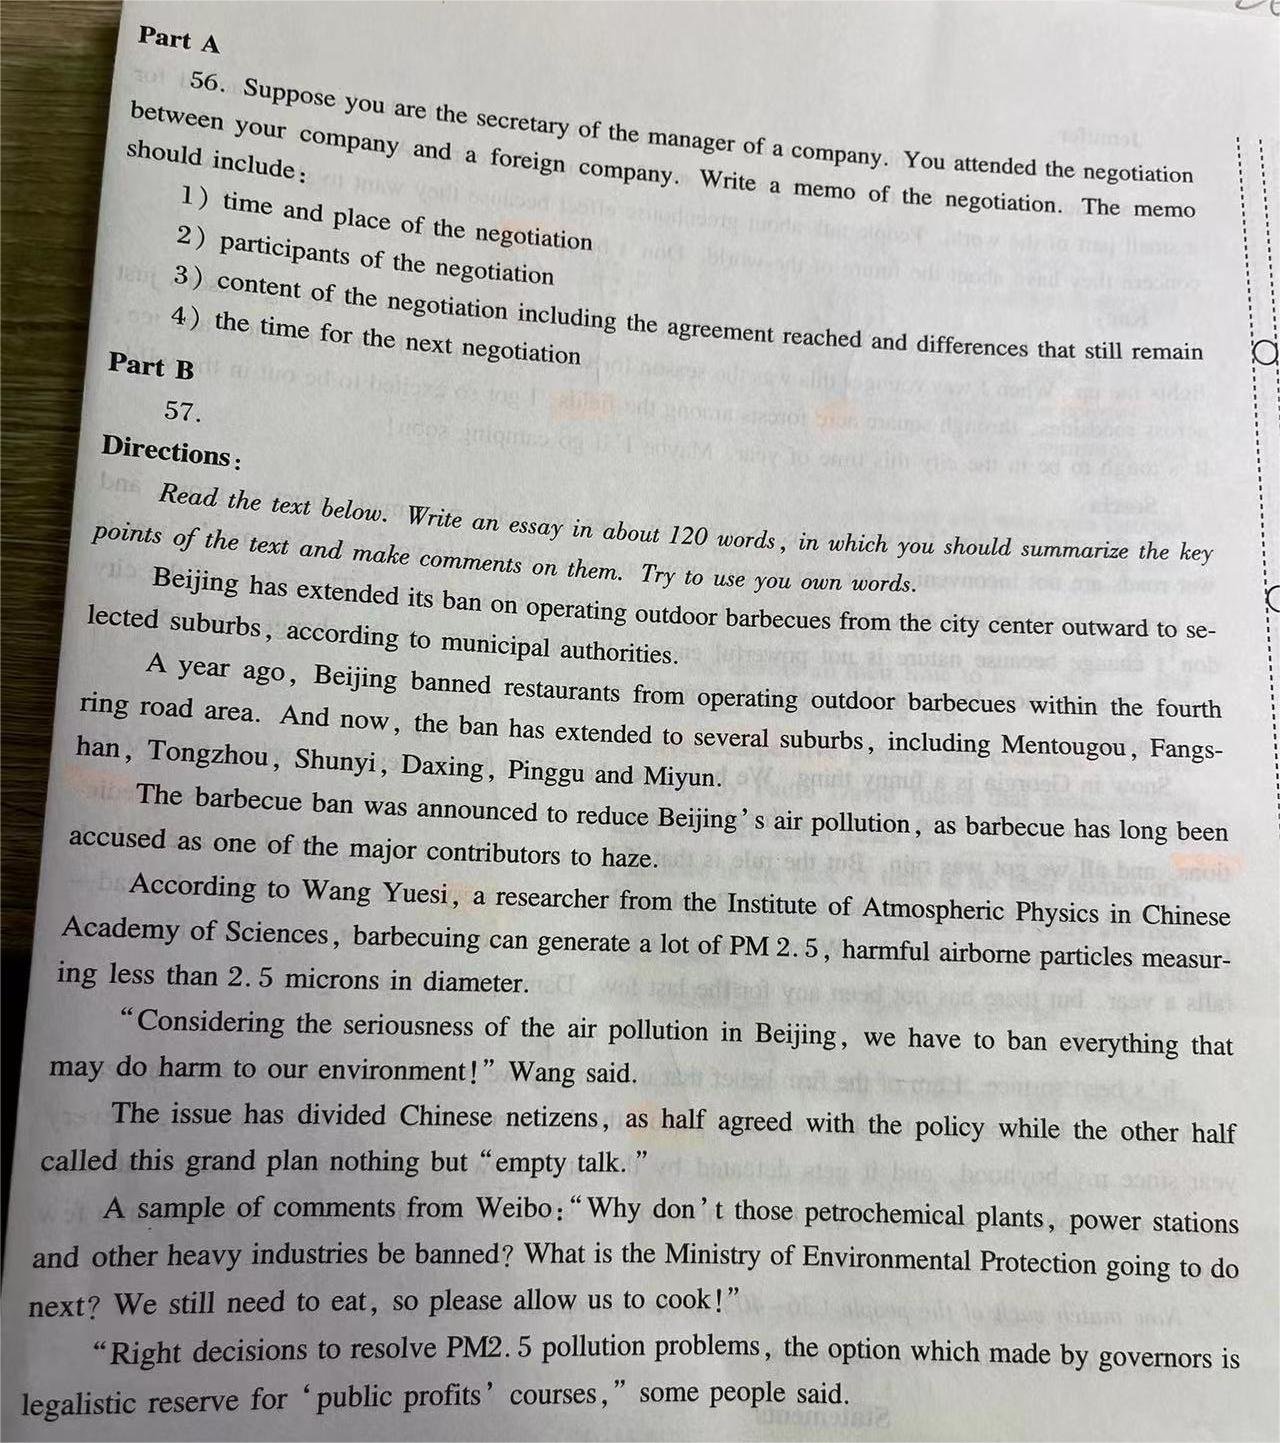 Part A
56. Suppose you are the secretary of the manager of a company. You attended the negotiation
between your company and a foreign company. Write a memo of the negotiation. The memo
should include:
1) time and place of the negotiation
2) participants of the negotiation
3) content of the negotiation including the agreement reached and differences that still remain
4) the time for the next negotiation
Part B
57.
Directions:
Read the text below. Write an essay in about 120 words, in which you should summarize the key
points of the text and make comments on them. Try to use you own words.
Beijing has extended its ban on operating outdoor barbecues from the city center outward to se-
lected suburbs, according to municipal authorities.
A year ago, Beijing banned restaurants from operating outdoor barbecues within the fourth
ring road area. And now, the ban has extended to several suburbs, including Mentougou, Fangs-
han, Tongzhou, Shunyi, Daxing, Pinggu and Miyun.
The barbecue ban was announced to reduce Beijing's air pollution, as barbecue has long been
accused as one of the major contributors to haze.
According to Wang Yuesi, a researcher from the Institute of Atmospheric Physics in Chinese
Academy of Sciences, barbecuing can generate a lot of PM 2.5, harmful airborne particles measur-
ing less than 2.5 microns in diameter.
“Considering the seriousness of the air pollution in Beijing, we have to ban everything that
may do harm to our environment!” Wang said.
The issue has divided Chinese netizens, as half agreed with the policy while the other half
called this grand plan nothing but “empty talk.”
A sample of comments from Weibo: “Why don't those petrochemical plants, power stations
and other heavy industries be banned? What is the Ministry of Environmental Protection going to do
next? We still need to eat, so please allow us to cook!”
“Right decisions to resolve PM2.5 pollution problems, the option which made by governors is
legalistic reserve for ‘public profits’ courses,” some people said.